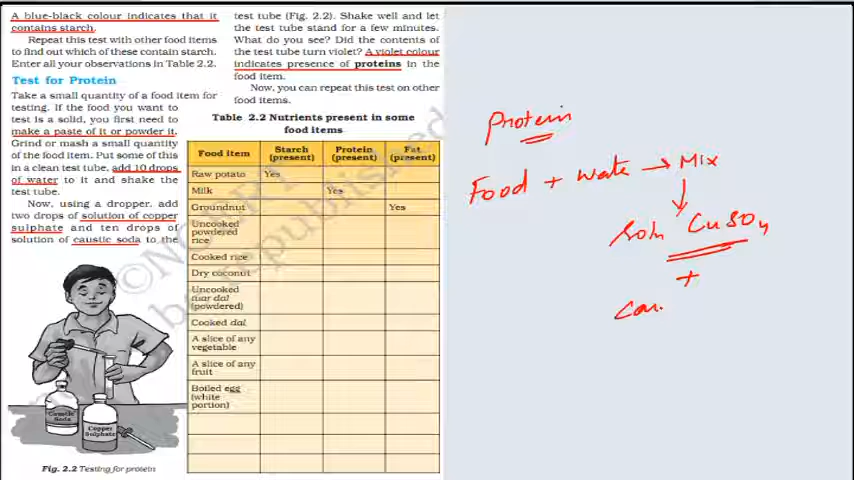 A blue-black colour indicates that it
contains starch.
Repeat this test with other food items
to find out which of these contain starch.
Enter all your observations in Table 2.2.
Test for Protein
Take a small quantity of a food item for
testing. If the food you want to
test is a solid, you first need to
make a paste of it or powder it.
Grind or mash a small quantity
of the food item. Put some of this
in a clean test tube, add 10 drops
of water to it and shake the
test tube.
Now, using a dropper, add
two drops of solution of copper
sulphate and ten drops of
solution of caustic soda to the
Caustic
Soda
Copper
Sulphate
Fig. 2.2 Testing for protein
test tube (Fig. 2.2). Shake well and let
the test tube stand for a few minutes.
What do you see? Did the contents of
the test tube turn violet? A violet colour
indicates presence of proteins in the
food item.
Now, you can repeat this test on other
food items.
Table 2.2 Nutrients present in some
food items
Food item Starch (present) Protein (present) Fat (present)
Raw potato Yes
Milk Yes
Groundnut Yes
Uncooked
powdered
rice
Cooked rice
Dry coconut
Uncooked
tuar dal
(powdered)
Cooked dal
A slice of any
vegetable
A slice of any
fruit
Boiled egg
(white
portion)
©NCERT
be republished
Protein
Food + Wate → Mix
Soln CuSO4
+
Cau